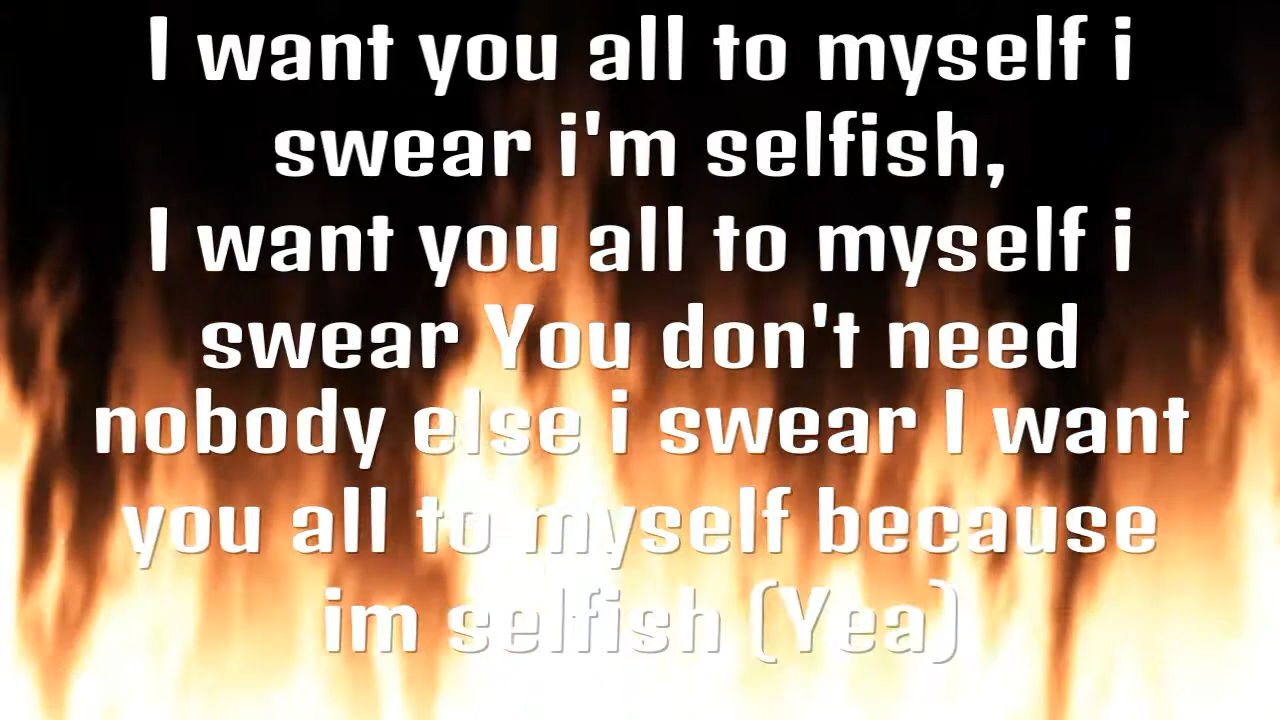 I want you all to myself i
swear i'm selfish,
I want you all to myself i
swear You don't need
nobody else i swear I want
you all to myself because
im selfish (Yea)